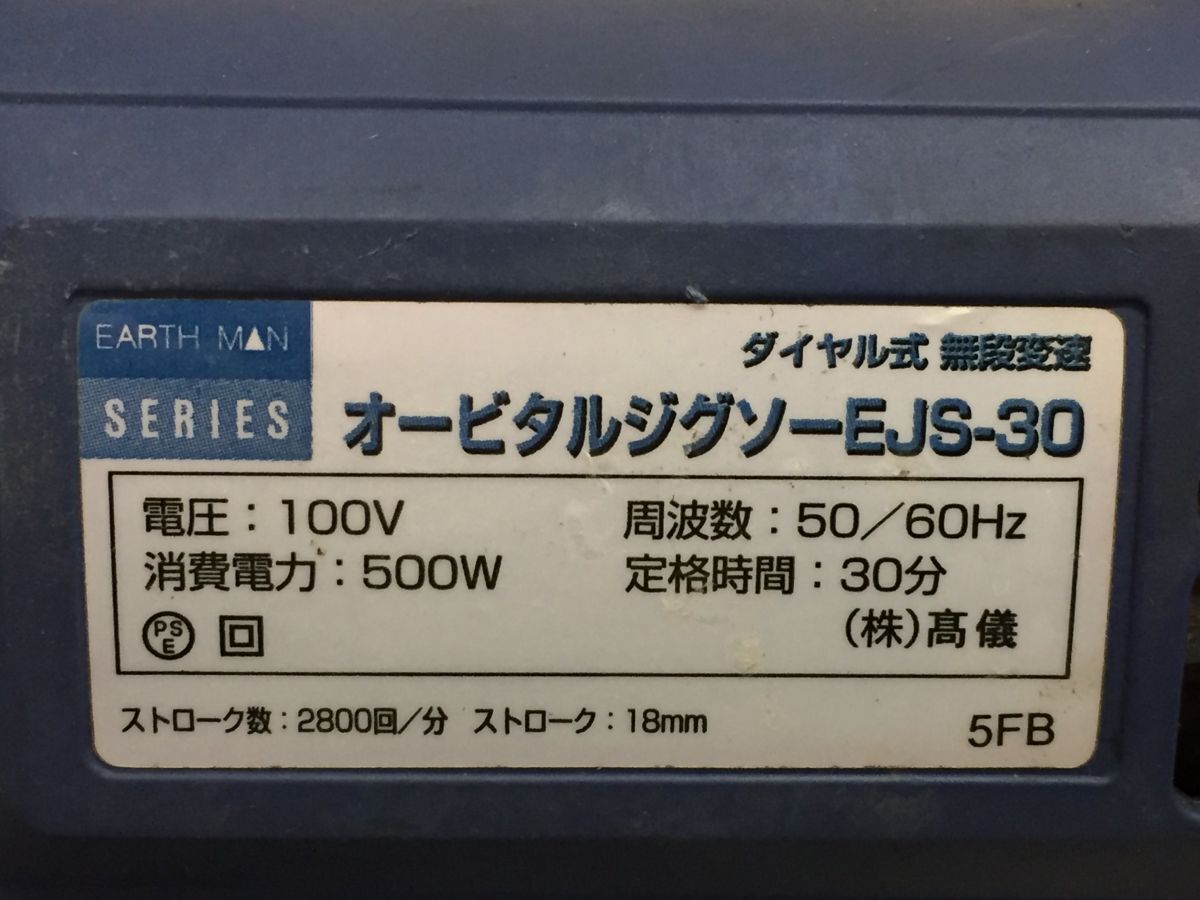 EARTH MAN
SERIES
ダイヤル式 無段変速
オービタルジグソーEJS-30
電圧：100V 周波数：50／60Hz
消費電力：500W 定格時間：30分
PSE (株)髙儀
ストローク数：2800回／分 ストローク：18mm 5FB